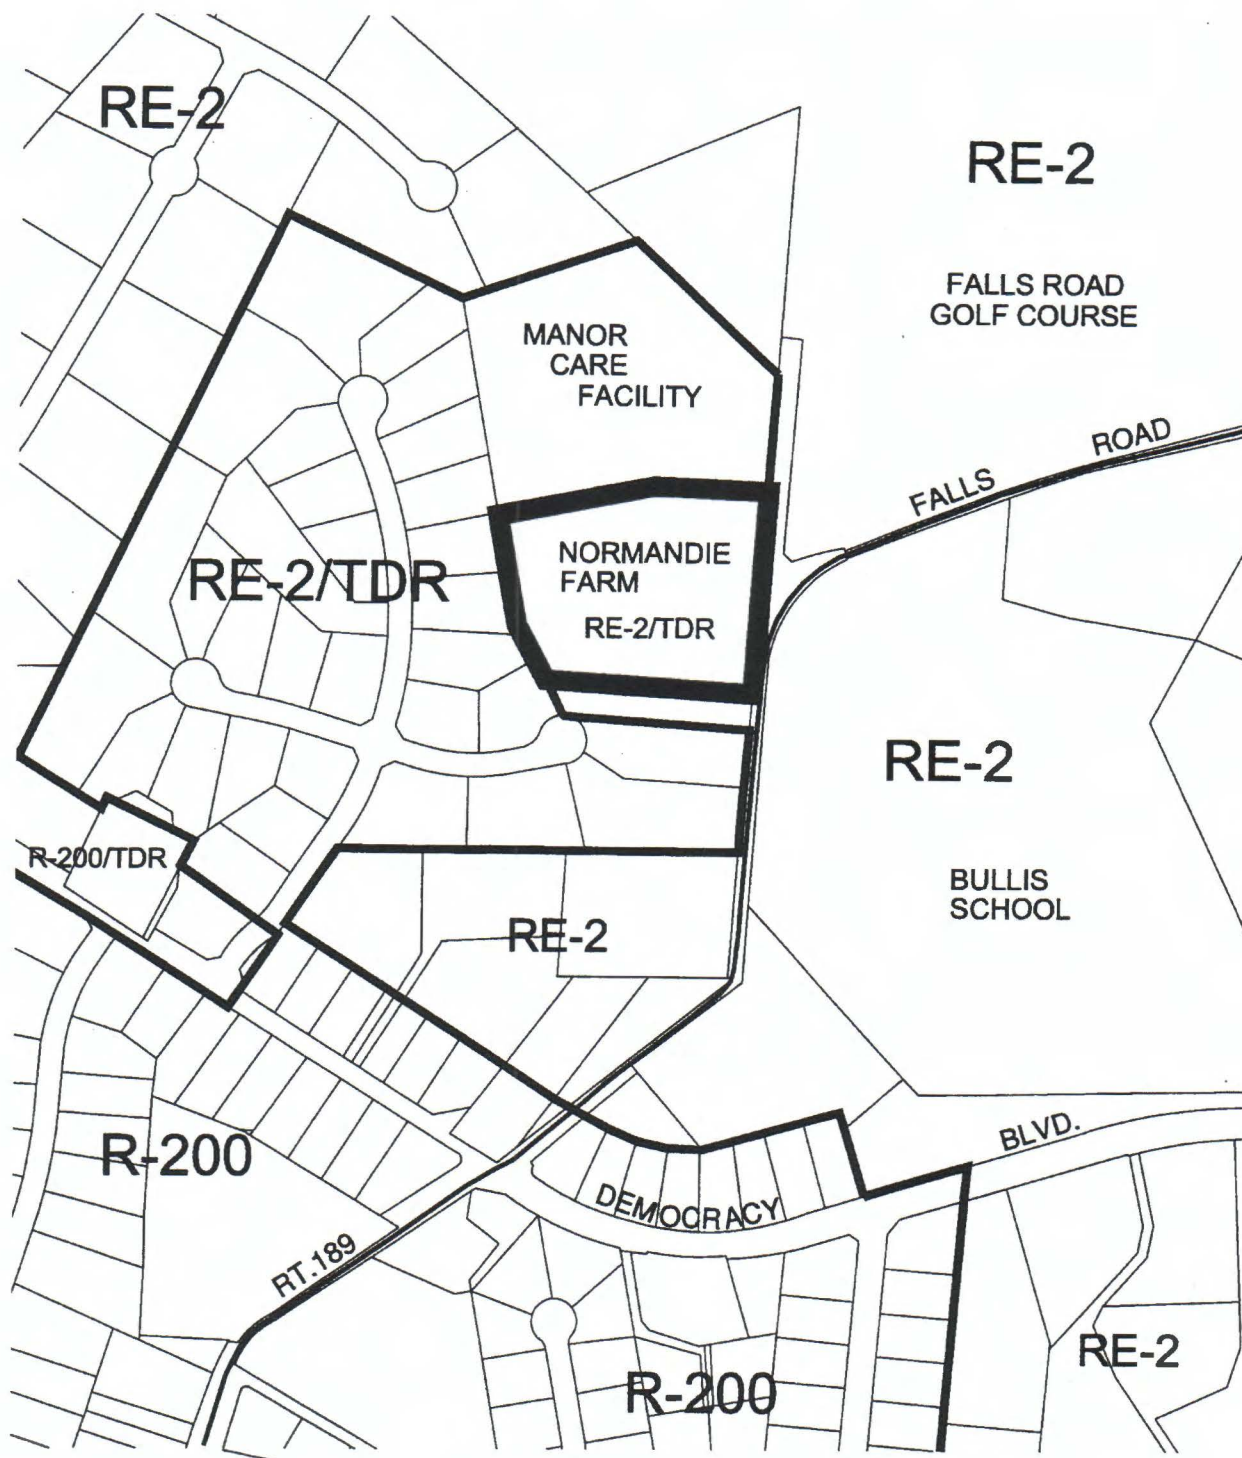 RE-2
RE-2
FALLS ROAD
GOLF COURSE
MANOR
CARE
FACILITY
FALLS ROAD
NORMANDIE
FARM
RE-2/TDR
RE-2/TDR
RE-2
R-200/TDR
BULLIS
SCHOOL
RE-2
R-200
DEMOCRACY BLVD.
RT.189
RE-2
R-200